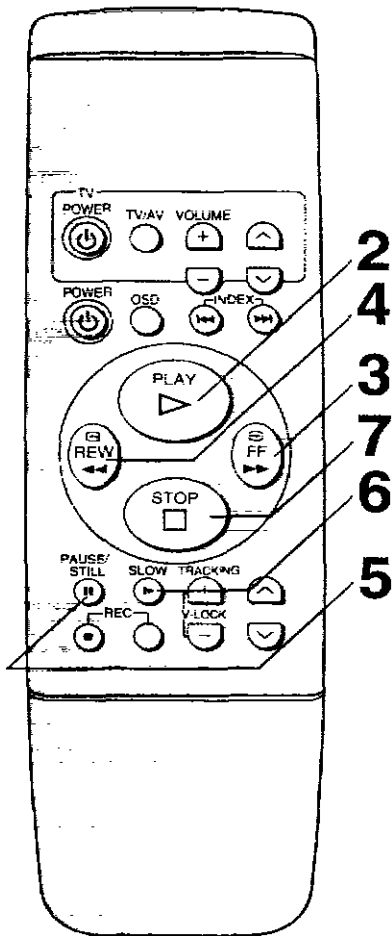 TV
POWER TV/AV VOLUME
+
−
POWER OSD INDEX
2
4
PLAY
3
REW FF
7
STOP
6
PAUSE/
STILL SLOW TRACKING
+
5
REC V-LOCK
−